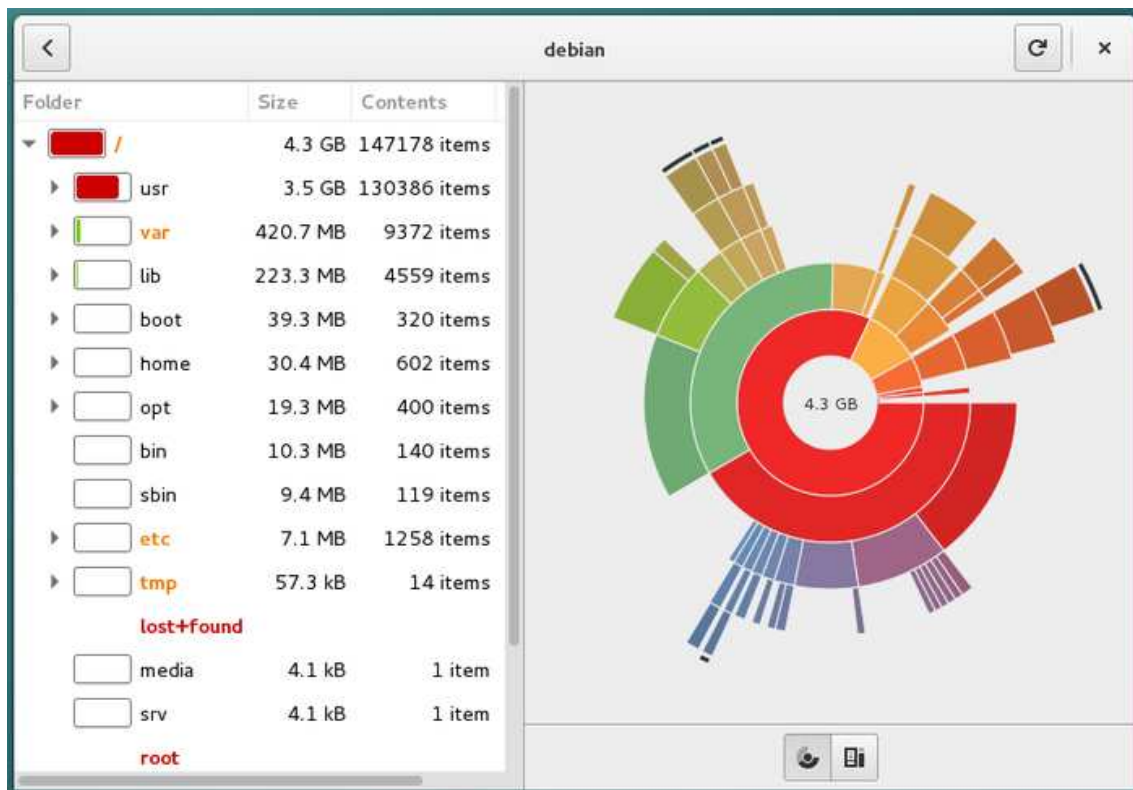 debian
Folder Size Contents
/ 4.3 GB 147178 items
usr 3.5 GB 130386 items
var 420.7 MB 9372 items
lib 223.3 MB 4559 items
boot 39.3 MB 320 items
home 30.4 MB 602 items
opt 19.3 MB 400 items
bin 10.3 MB 140 items
sbin 9.4 MB 119 items
etc 7.1 MB 1258 items
tmp 57.3 kB 14 items
lost+found
media 4.1 kB 1 item
srv 4.1 kB 1 item
root
4.3 GB